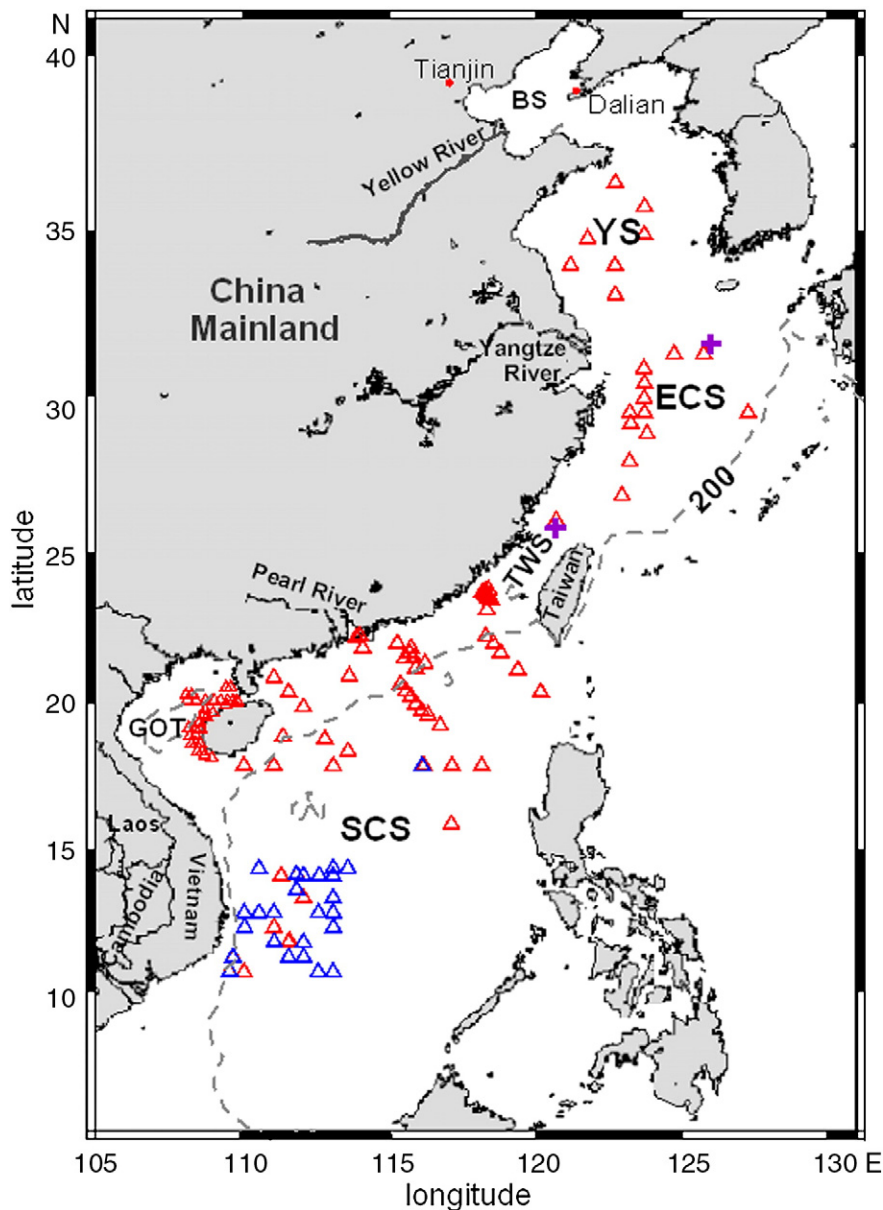 N
40
Tianjin
BS
Dalian
Yellow River
35
YS
China
Mainland
Yangtze
River
30
ECS
200
latitude
25
TWS
Taiwan
Pearl River
20
GOT
SCS
15
Laos
Vietnam
ambodia
10
105
110
115
120
125
130 E
longitude